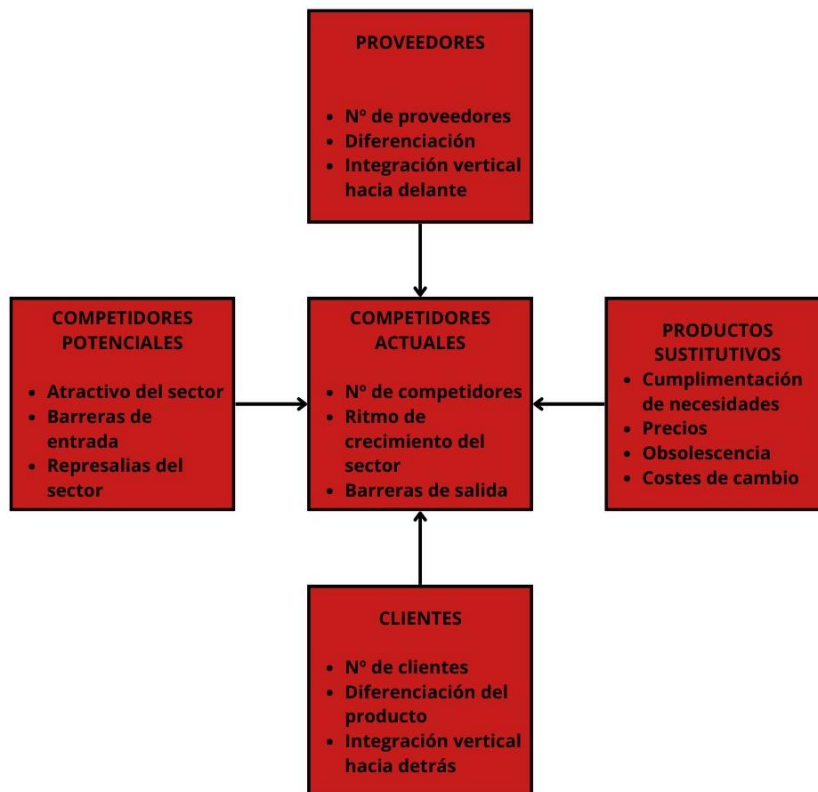 PROVEEDORES
• Nº de proveedores
• Diferenciación
• Integración vertical
hacia delante
COMPETIDORES
POTENCIALES
• Atractivo del sector
• Barreras de
entrada
• Represalias del
sector
COMPETIDORES
ACTUALES
• Nº de competidores
• Ritmo de
crecimiento del
sector
• Barreras de salida
PRODUCTOS
SUSTITUTIVOS
• Cumplimentación
de necesidades
• Precios
• Obsolescencia
• Costes de cambio
CLIENTES
• Nº de clientes
• Diferenciación del
producto
• Integración vertical
hacia detrás